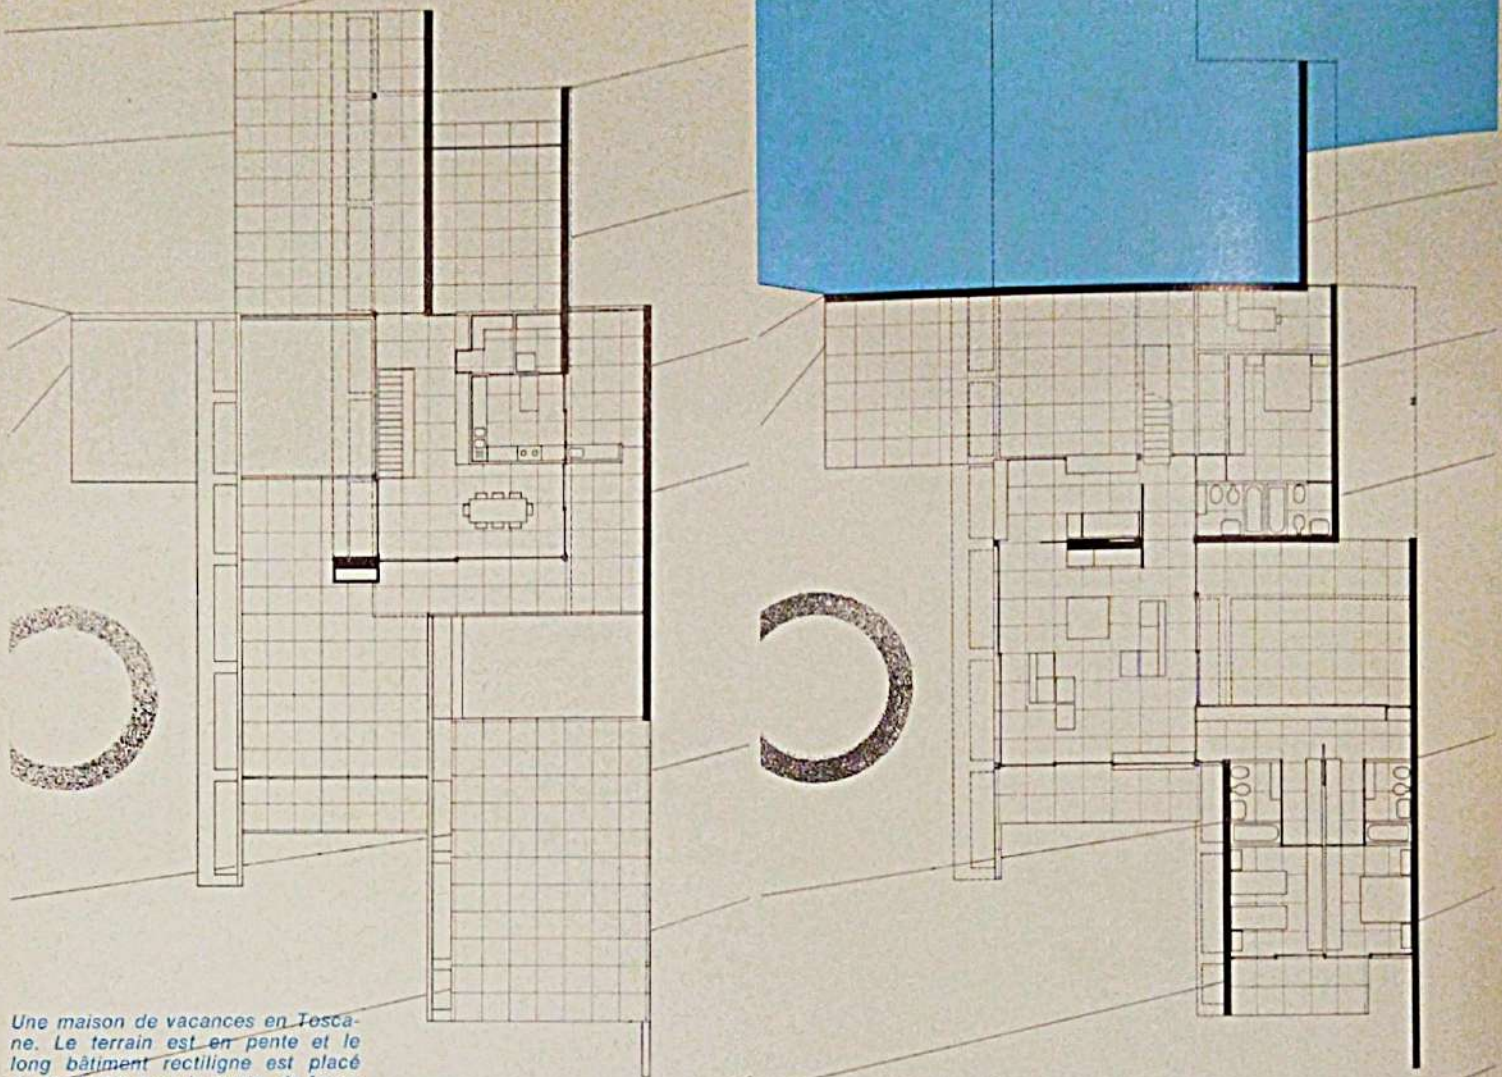 Une maison de vacances en Tosca-
ne. Le terrain est en pente et le
long bâtiment rectiligne est placé